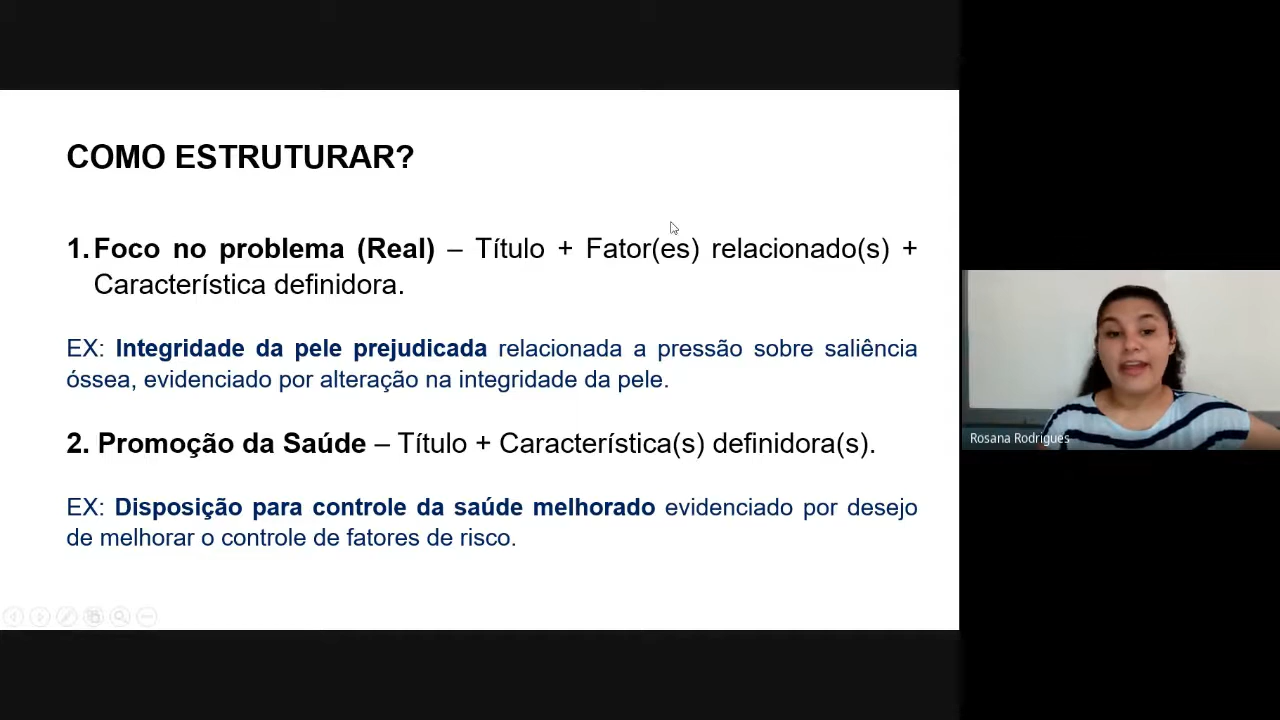 COMO ESTRUTURAR?
1. Foco no problema (Real) – Título + Fator(es) relacionado(s) +
Característica definidora.
EX: Integridade da pele prejudicada relacionada a pressão sobre saliência
óssea, evidenciado por alteração na integridade da pele.
2. Promoção da Saúde – Título + Característica(s) definidora(s).
EX: Disposição para controle da saúde melhorado evidenciado por desejo
de melhorar o controle de fatores de risco.
Rosana Rodrigues